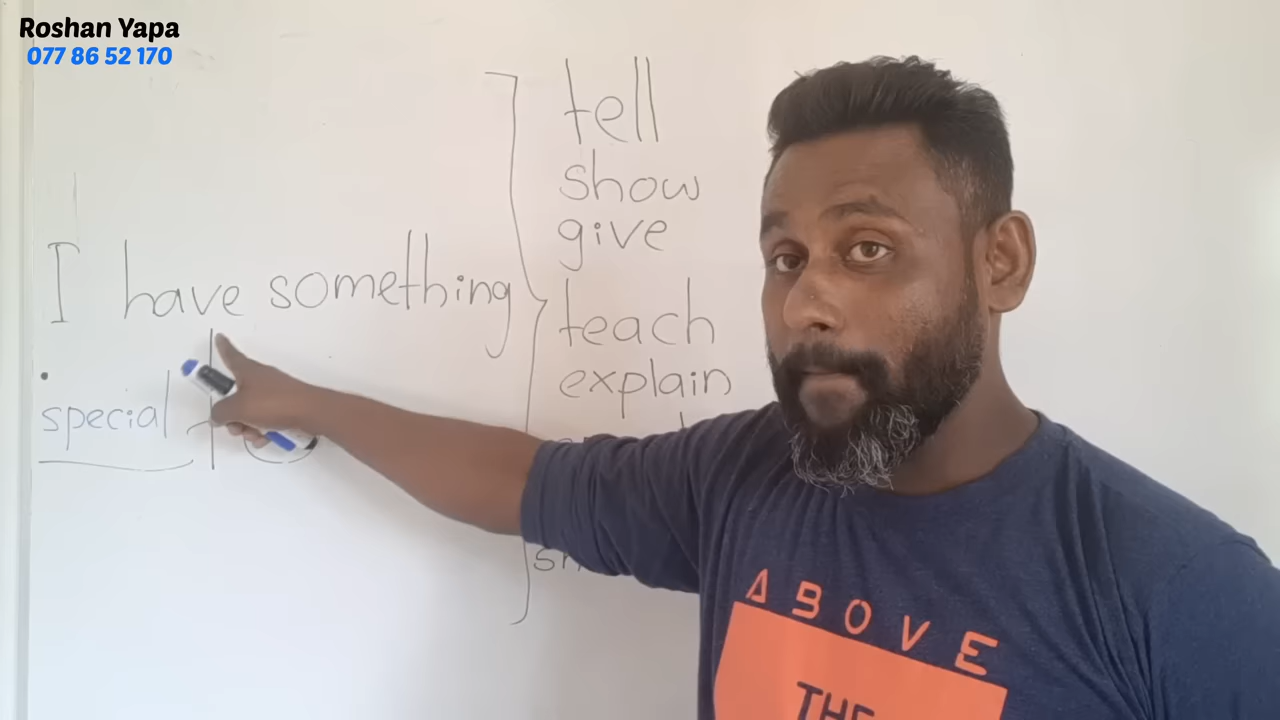 Roshan Yapa
077 86 52 170
I have something
special
tell
show
give
teach
explain
ABOVE
THE